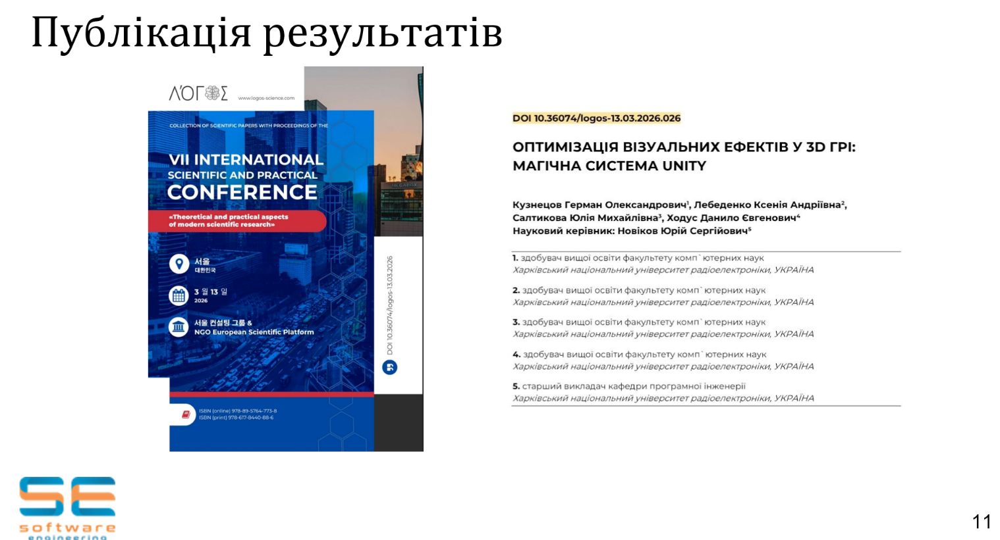 Публікація результатів
ΛΌΓΟΣ
www.logos-science.com
COLLECTION OF SCIENTIFIC PAPERS WITH PROCEEDINGS OF THE
VII INTERNATIONAL
SCIENTIFIC AND PRACTICAL
CONFERENCE
«Theoretical and practical aspects
of modern scientific research»
서울
대한민국
3 월 13 일
2026
서울 컨설팅 그룹 &
NGO European Scientific Platform
DOI 10.36074/logos-13.03.2026
ISBN (online) 978-89-5764-773-8
ISBN (print) 978-617-8440-88-6
DOI 10.36074/logos-13.03.2026.026
ОПТИМІЗАЦІЯ ВІЗУАЛЬНИХ ЕФЕКТІВ У 3D ГРІ:
МАГІЧНА СИСТЕМА UNITY
Кузнецов Герман Олександрович¹, Лебеденко Ксенія Андріївна²,
Салтикова Юлія Михайлівна³, Ходус Данило Євгенович⁴
Науковий керівник: Новіков Юрій Сергійович⁵
1. здобувач вищої освіти факультету комп`ютерних наук
Харківський національний університет радіоелектроніки, УКРАЇНА
2. здобувач вищої освіти факультету комп`ютерних наук
Харківський національний університет радіоелектроніки, УКРАЇНА
3. здобувач вищої освіти факультету комп`ютерних наук
Харківський національний університет радіоелектроніки, УКРАЇНА
4. здобувач вищої освіти факультету комп`ютерних наук
Харківський національний університет радіоелектроніки, УКРАЇНА
5. старший викладач кафедри програмної інженерії
Харківський національний університет радіоелектроніки, УКРАЇНА
SE
software
engineering
11